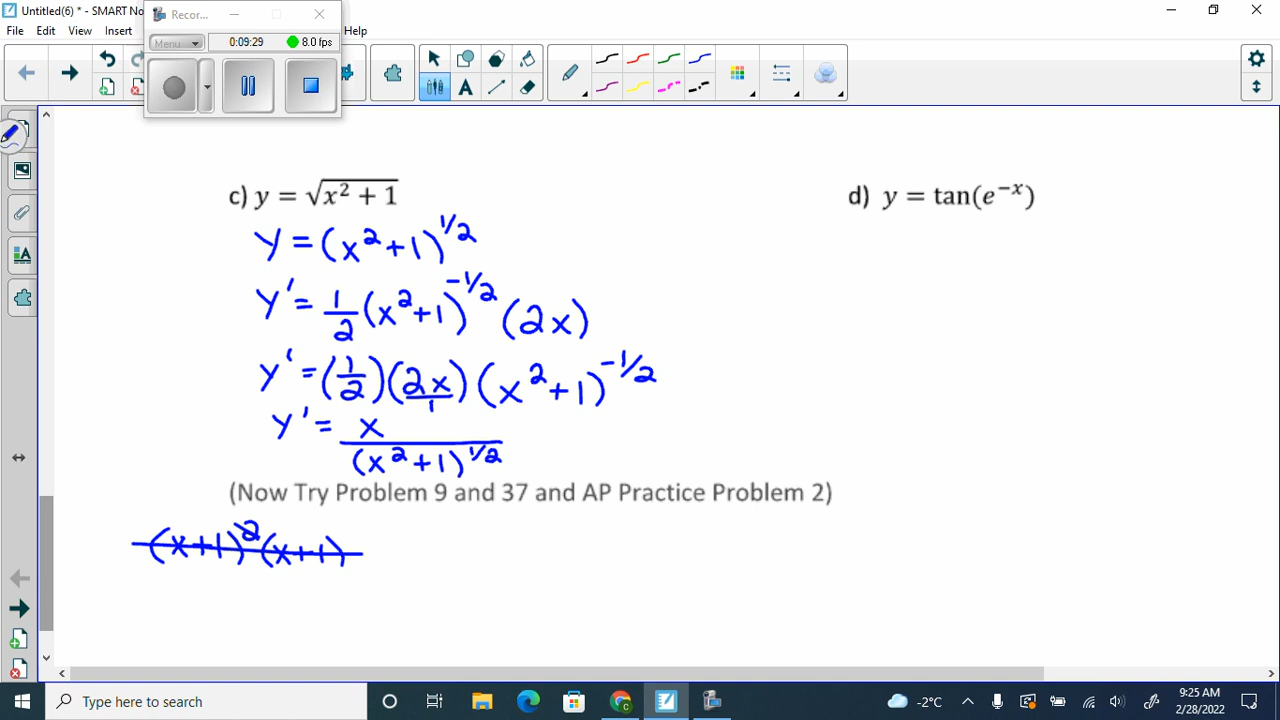 Untitled(6) * - SMART No
Recor...
File Edit View Insert
Help
Menu
0:09:29
8.0 fps
c) y = √x² + 1
d) y = tan(e⁻ˣ)
y = (x² + 1)^1/2
y' = 1/2 (x² + 1)^-1/2 (2x)
y' = (1/2)(2x/1)(x² + 1)^-1/2
y' = x/(x² + 1)^1/2
(Now Try Problem 9 and 37 and AP Practice Problem 2)
(x+1)²(x+1)
Type here to search
-2°C
9:25 AM
2/28/2022